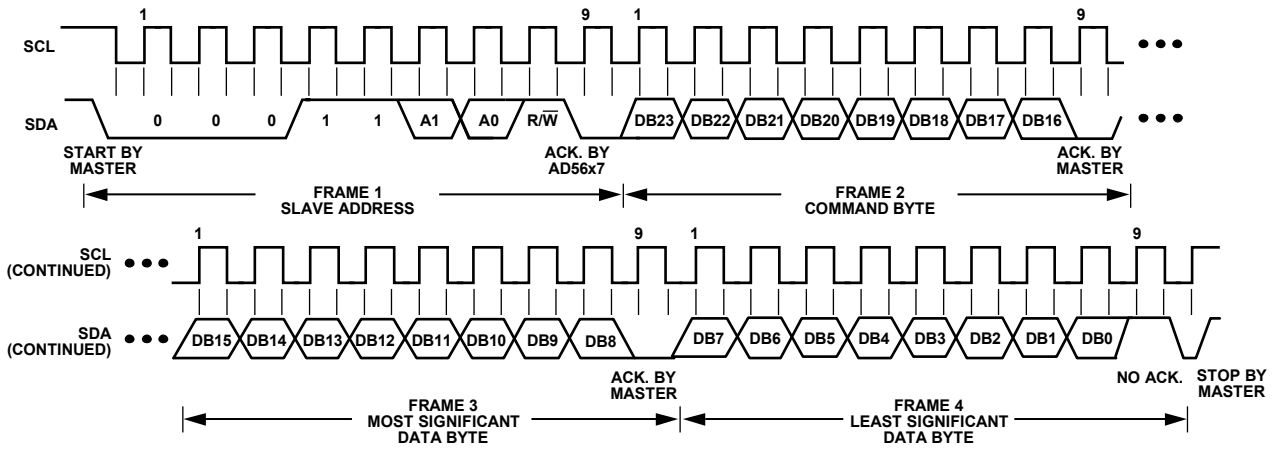 1 9 1 9
SCL
SDA 0 0 0 1 1 A1 A0 R/W̅ DB23 DB22 DB21 DB20 DB19 DB18 DB17 DB16
START BY
MASTER
ACK. BY
AD56x7
ACK. BY
MASTER
FRAME 1
SLAVE ADDRESS
FRAME 2
COMMAND BYTE
1 9 1 9
SCL
(CONTINUED)
SDA
(CONTINUED)
DB15 DB14 DB13 DB12 DB11 DB10 DB9 DB8 DB7 DB6 DB5 DB4 DB3 DB2 DB1 DB0
ACK. BY
MASTER
NO ACK.
STOP BY
MASTER
FRAME 3
MOST SIGNIFICANT
DATA BYTE
FRAME 4
LEAST SIGNIFICANT
DATA BYTE